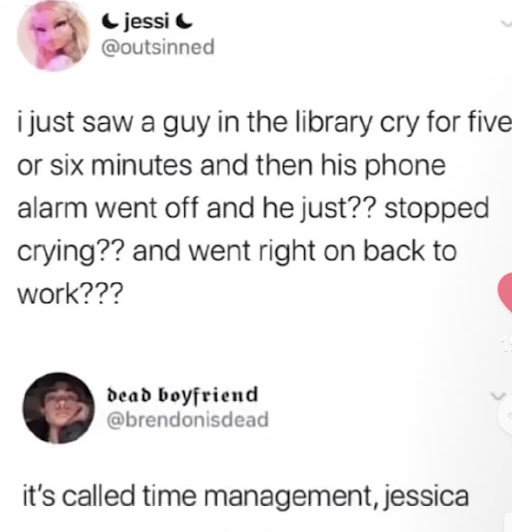 jessi
@outsinned
i just saw a guy in the library cry for five
or six minutes and then his phone
alarm went off and he just?? stopped
crying?? and went right on back to
work???
dead boyfriend
@brendonisdead
it's called time management, jessica